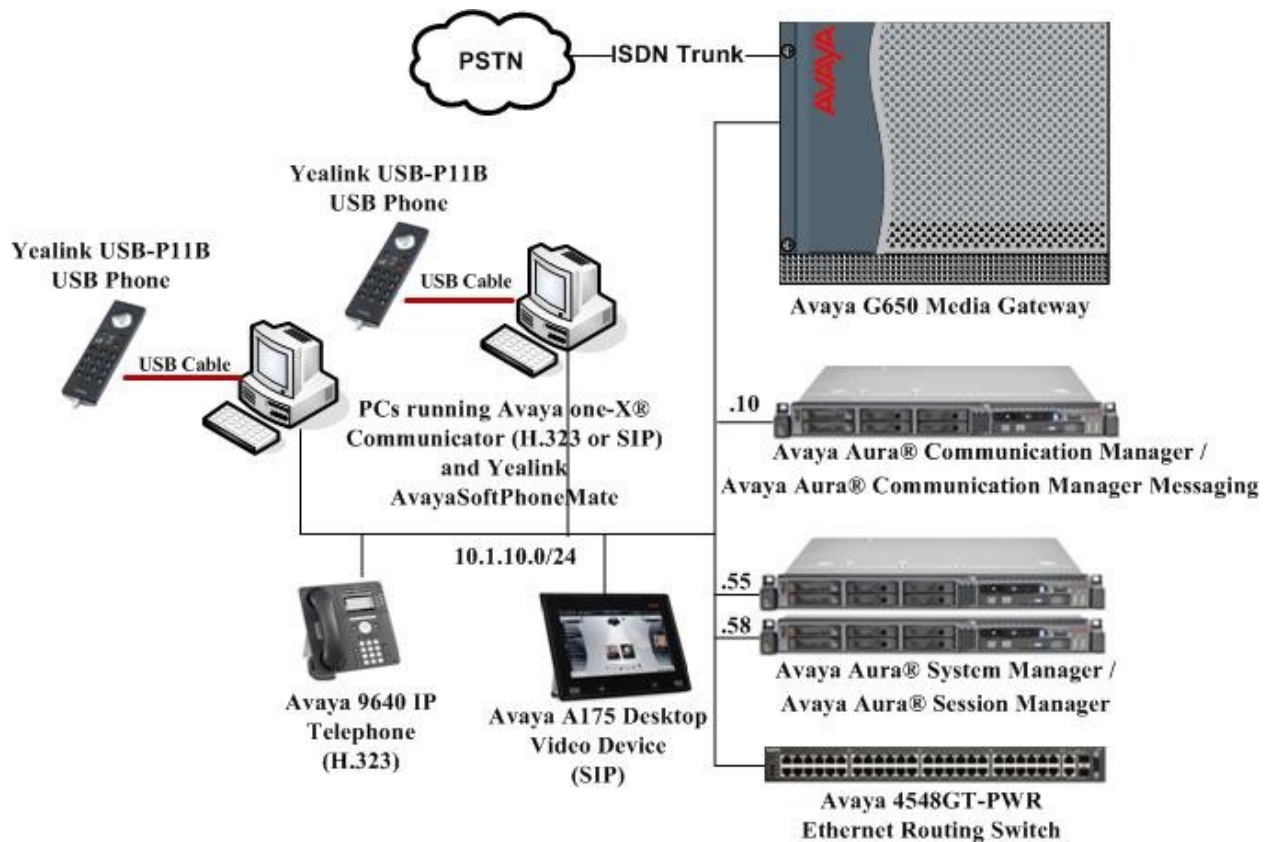 PSTN
ISDN Trunk
AVAYA
Avaya G650 Media Gateway
Yealink USB-P11B
USB Phone
Yealink USB-P11B
USB Phone
USB Cable
USB Cable
PCs running Avaya one-X®
Communicator (H.323 or SIP)
and Yealink
AvayaSoftPhoneMate
.10
Avaya Aura® Communication Manager /
Avaya Aura® Communication Manager Messaging
10.1.10.0/24
.55
.58
Avaya Aura® System Manager /
Avaya Aura® Session Manager
Avaya 9640 IP
Telephone
(H.323)
Avaya A175 Desktop
Video Device
(SIP)
Avaya 4548GT-PWR
Ethernet Routing Switch